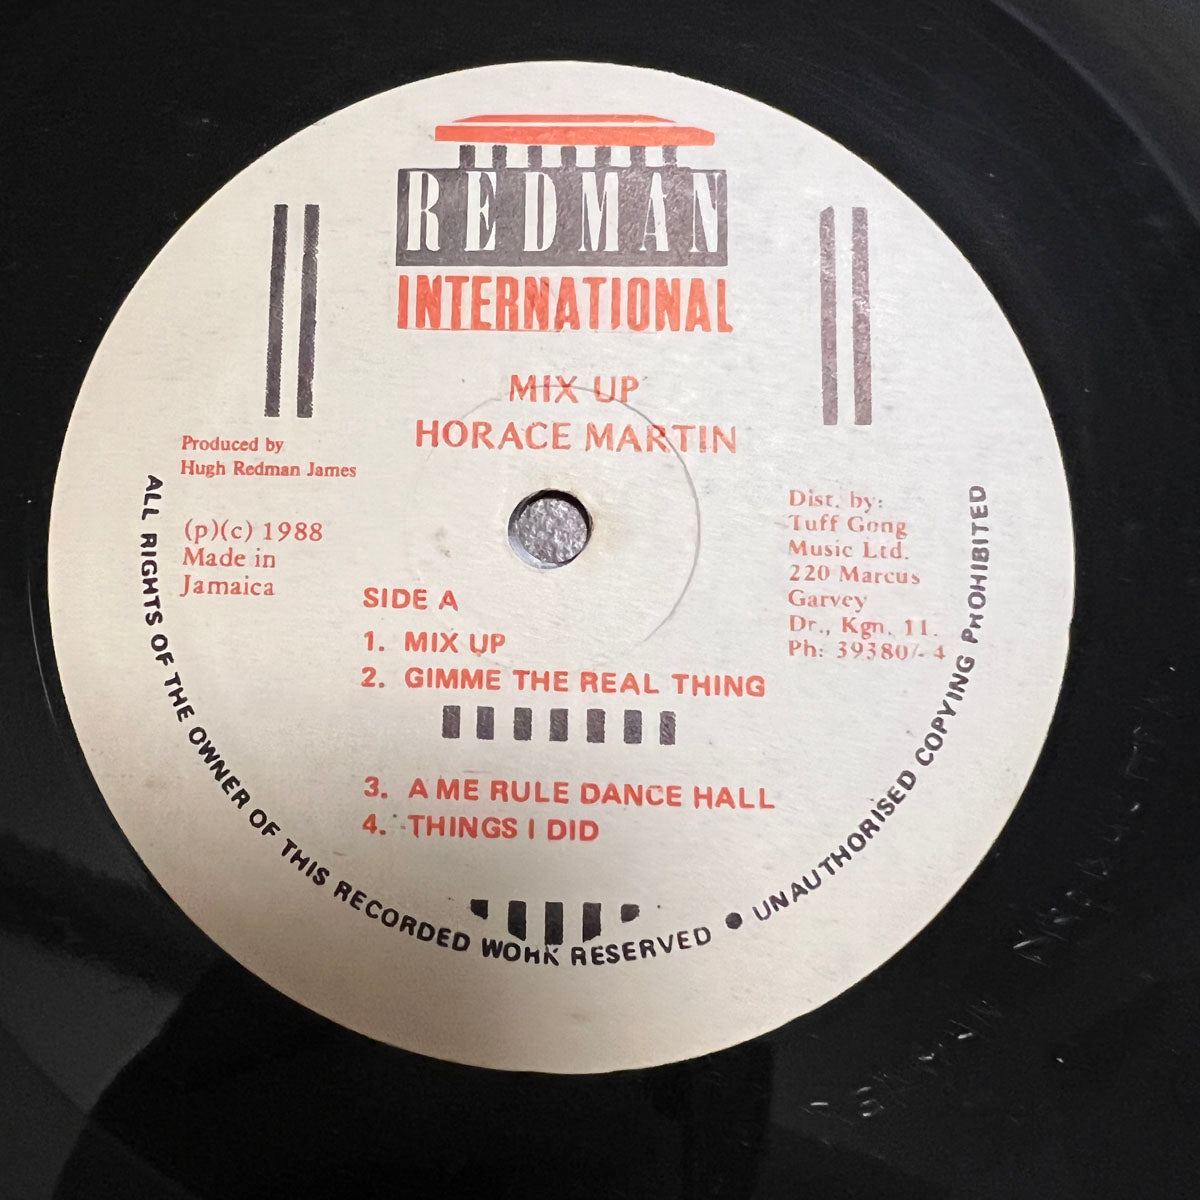 REDMAN
INTERNATIONAL
MIX UP
HORACE MARTIN
Produced by
Hugh Redman James
(p)(c) 1988
Made in
Jamaica
Dist. by:
Tuff Gong
Music Ltd.
220 Marcus
Garvey
Dr., Kgn. 11.
Ph: 393807-4
SIDE A
1. MIX UP
2. GIMME THE REAL THING
3. A ME RULE DANCE HALL
4. THINGS I DID
ALL RIGHTS OF THE OWNER OF THIS RECORDED WORK RESERVED ● UNAUTHORISED COPYING PROHIBITED